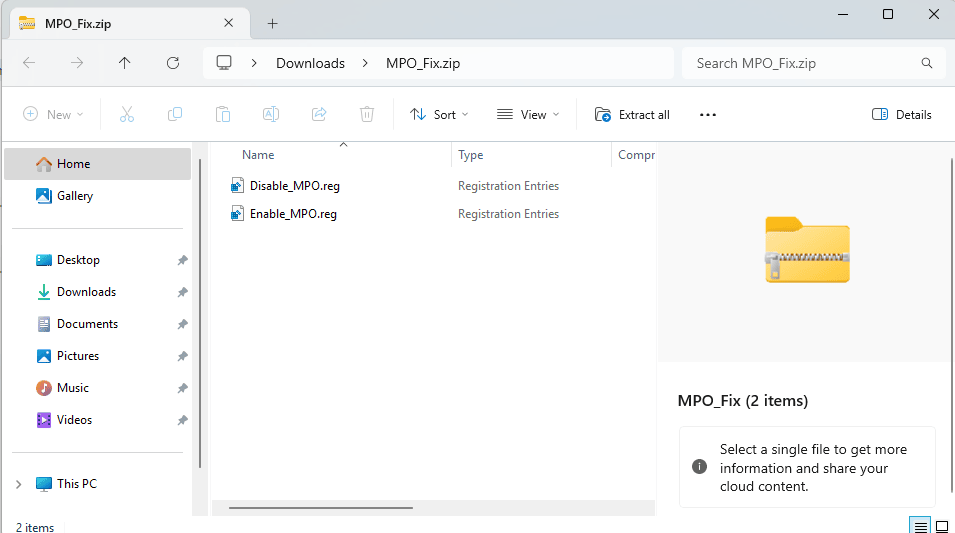 MPO_Fix.zip
Downloads
MPO_Fix.zip
Search MPO_Fix.zip
New
Sort
View
Extract all
Details
Home
Gallery
Desktop
Downloads
Documents
Pictures
Music
Videos
This PC
Name
Type
Compr
Disable_MPO.reg
Registration Entries
Enable_MPO.reg
Registration Entries
MPO_Fix (2 items)
Select a single file to get more
information and share your
cloud content.
2 items